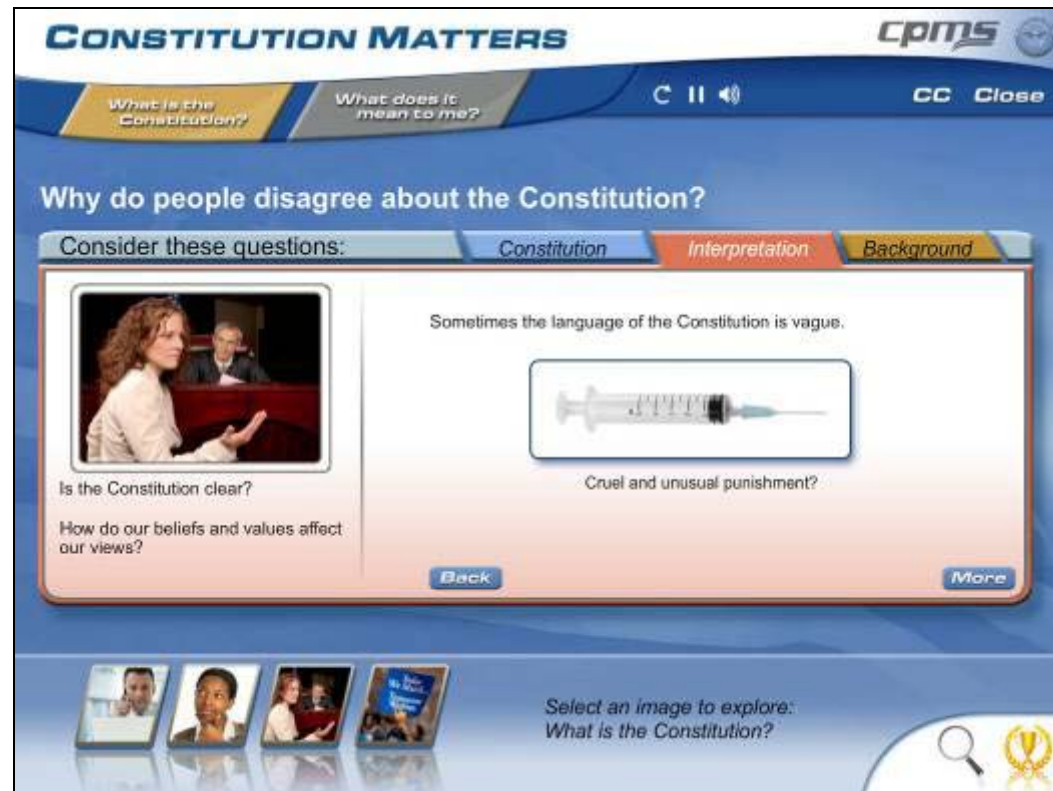 CONSTITUTION MATTERS
cpms
What is the
Constitution?
What does it
mean to me?
CC Close
Why do people disagree about the Constitution?
Consider these questions:
Constitution
Interpretation
Background
Sometimes the language of the Constitution is vague.
Cruel and unusual punishment?
Is the Constitution clear?
How do our beliefs and values affect
our views?
Back
More
Select an image to explore:
What is the Constitution?